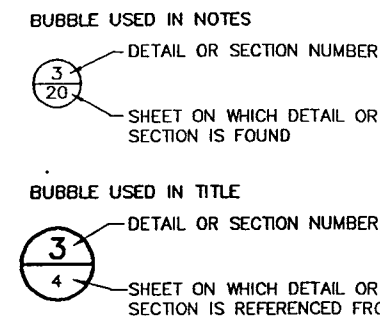 BUBBLE USED IN NOTES
DETAIL OR SECTION NUMBER
3
20
SHEET ON WHICH DETAIL OR
SECTION IS FOUND
BUBBLE USED IN TITLE
DETAIL OR SECTION NUMBER
3
4
SHEET ON WHICH DETAIL OR
SECTION IS REFERENCED